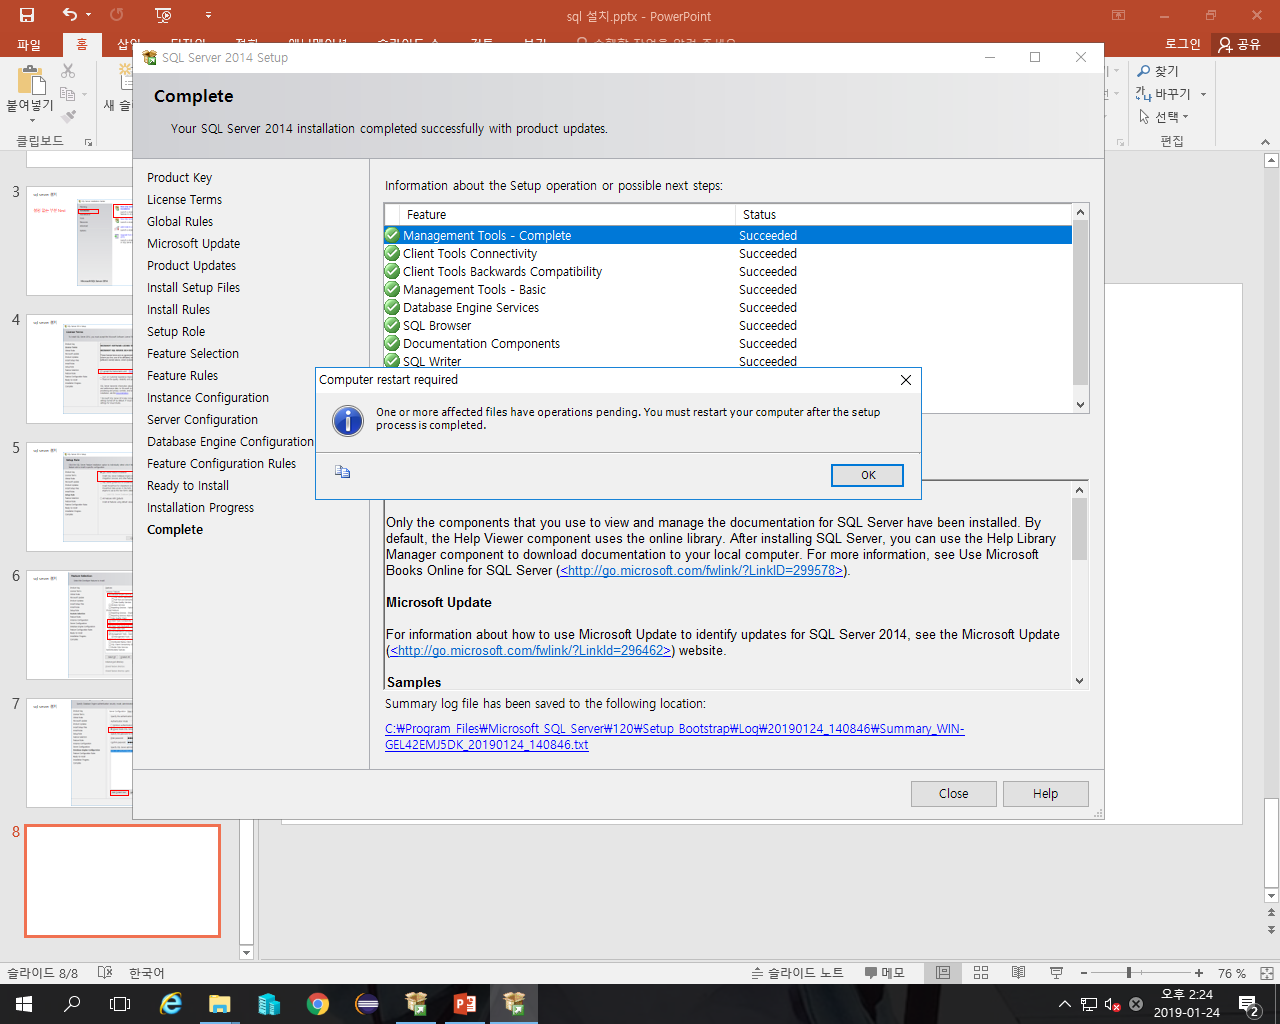 sql 설치.pptx - PowerPoint
파일
홈
로그인
공유
붙여넣기
클립보드
찾기
바꾸기
선택
편집
SQL Server 2014 Setup
Complete
Your SQL Server 2014 installation completed successfully with product updates.
Product Key
License Terms
Global Rules
Microsoft Update
Product Updates
Install Setup Files
Install Rules
Setup Role
Feature Selection
Feature Rules
Instance Configuration
Server Configuration
Database Engine Configuration
Feature Configuration Rules
Ready to Install
Installation Progress
Complete
Information about the Setup operation or possible next steps:
Feature Status
Management Tools - Complete Succeeded
Client Tools Connectivity Succeeded
Client Tools Backwards Compatibility Succeeded
Management Tools - Basic Succeeded
Database Engine Services Succeeded
SQL Browser Succeeded
Documentation Components Succeeded
SQL Writer Succeeded
Computer restart required
One or more affected files have operations pending. You must restart your computer after the setup
process is completed.
OK
Only the components that you use to view and manage the documentation for SQL Server have been installed. By
default, the Help Viewer component uses the online library. After installing SQL Server, you can use the Help Library
Manager component to download documentation to your local computer. For more information, see Use Microsoft
Books Online for SQL Server (<http://go.microsoft.com/fwlink/?LinkID=299578>).
Microsoft Update
For information about how to use Microsoft Update to identify updates for SQL Server 2014, see the Microsoft Update
(<http://go.microsoft.com/fwlink/?LinkId=296462>) website.
Samples
Summary log file has been saved to the following location:
C:₩Program Files₩Microsoft SQL Server₩120₩Setup Bootstrap₩Log₩20190124_140846₩Summary_WIN-
GEL42EMJ5DK_20190124_140846.txt
Close
Help
3
4
5
6
7
8
슬라이드 8/8
한국어
슬라이드 노트
메모
76 %
오후 2:24
2019-01-24
2